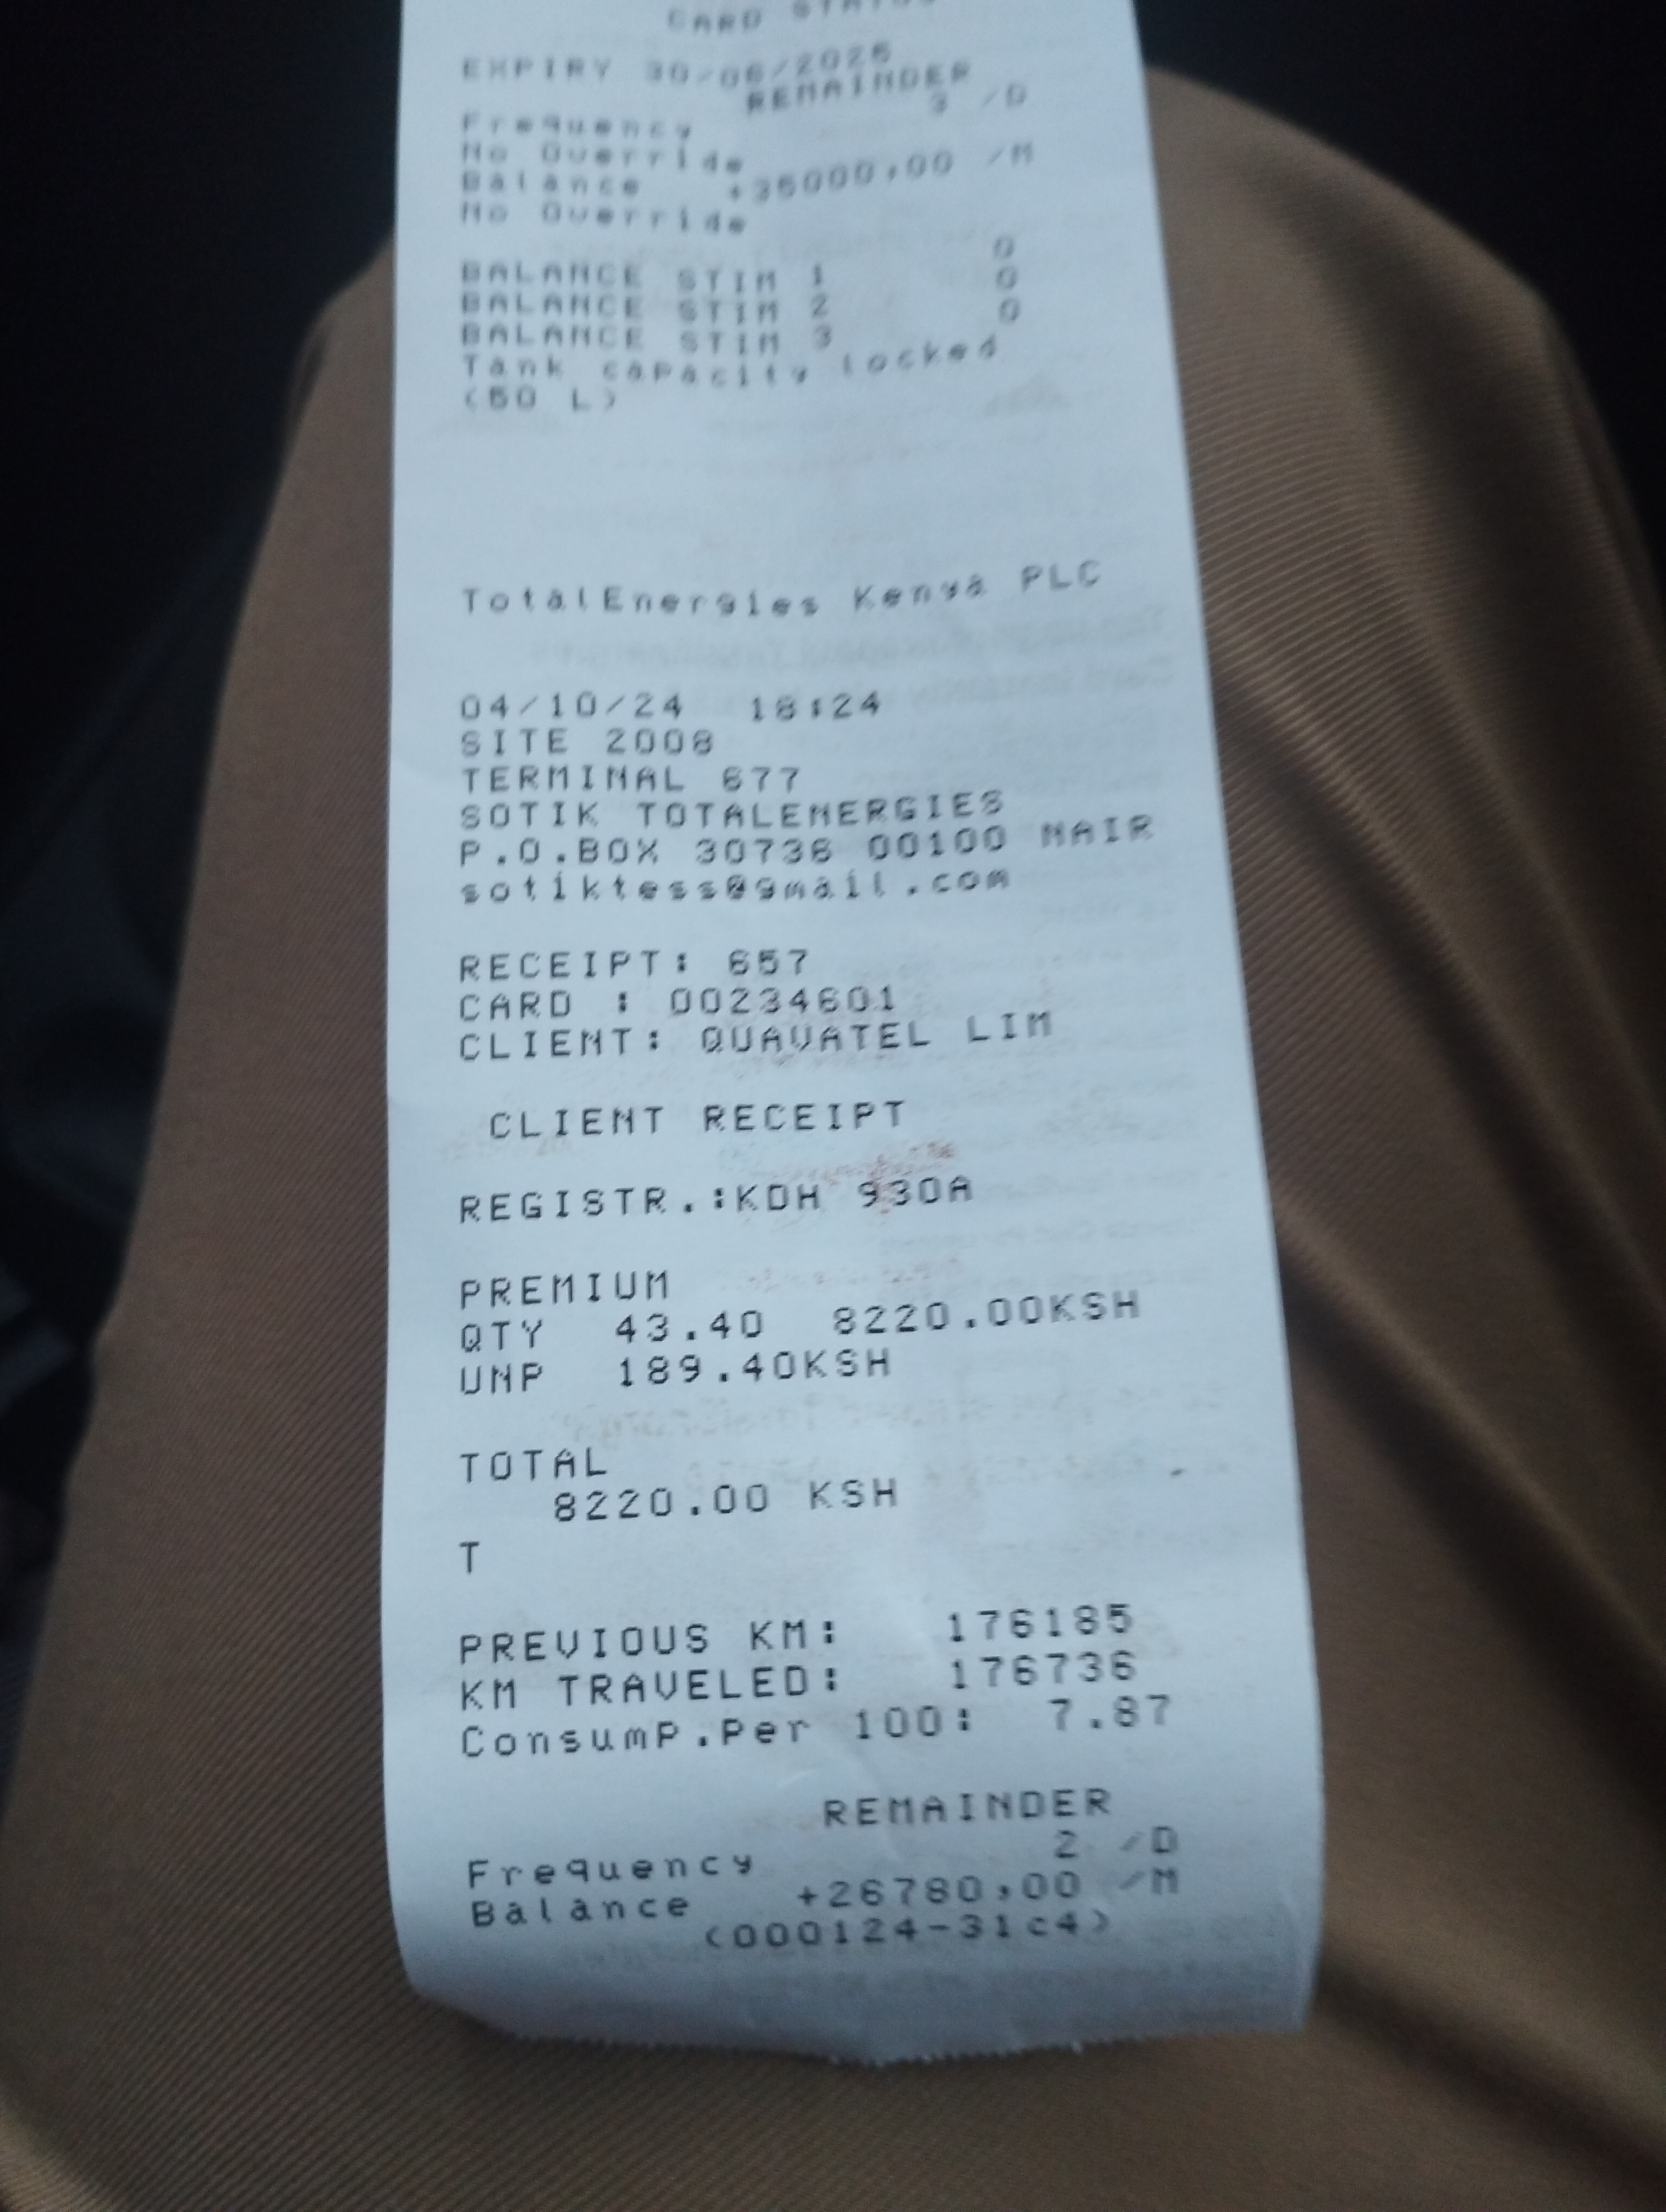 CARD STATUS
EXPIRY 30/06/2025
REMAINDER
Frequency 3 /D
No Override
Balance +35000,00 /M
No Override
BALANCE STIM 1 0
BALANCE STIM 2 0
BALANCE STIM 3 0
Tank capacity locked
(50 L)
TotalEnergies Kenya PLC
04/10/24 18:24
SITE 2008
TERMINAL 677
SOTIK TOTALENERGIES
P.O.BOX 30736 00100 NAIR
sotiktess@gmail.com
RECEIPT: 657
CARD : 00234601
CLIENT: QUAVATEL LIM
CLIENT RECEIPT
REGISTR.:KDH 930A
PREMIUM
QTY 43.40 8220.00KSH
UNP 189.40KSH
TOTAL
8220.00 KSH
T
PREVIOUS KM: 176185
KM TRAVELED: 176736
Consump.Per 100: 7.87
REMAINDER
Frequency 2 /D
Balance +26780,00 /M
(000124-31c4)